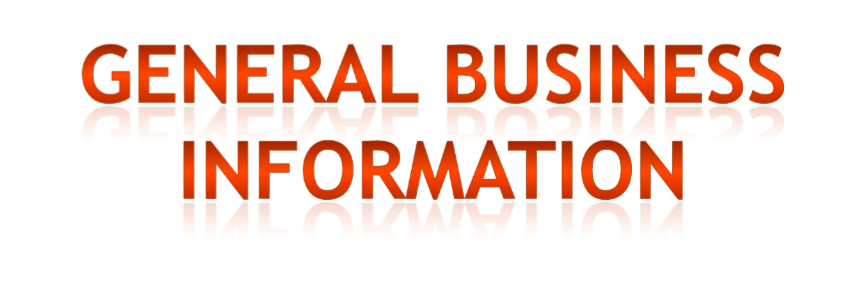 GENERAL BUSINESS
INFORMATION